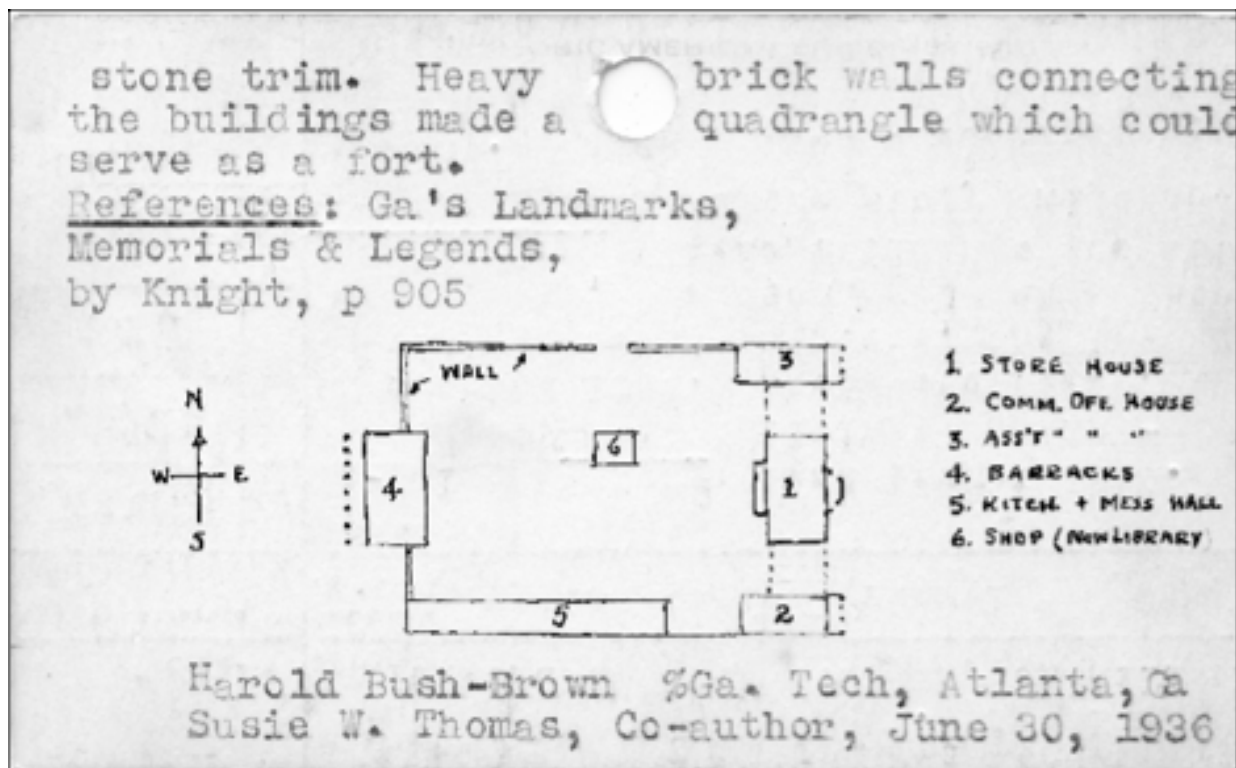 stone trim. Heavy brick walls connecting
the buildings made a quadrangle which could
serve as a fort.
References: Ga's Landmarks,
Memorials & Legends,
by Knight, p 905
WALL
3
N
W E
S
4
6
1
5
2
1. STORE HOUSE
2. COMM. OFF. HOUSE
3. ASS'T " " "
4. BARRACKS
5. KITCH. + MESS HALL
6. SHOP (NOW LIBRARY)
Harold Bush-Brown %Ga. Tech, Atlanta, Ga
Susie W. Thomas, Co-author, June 30, 1936